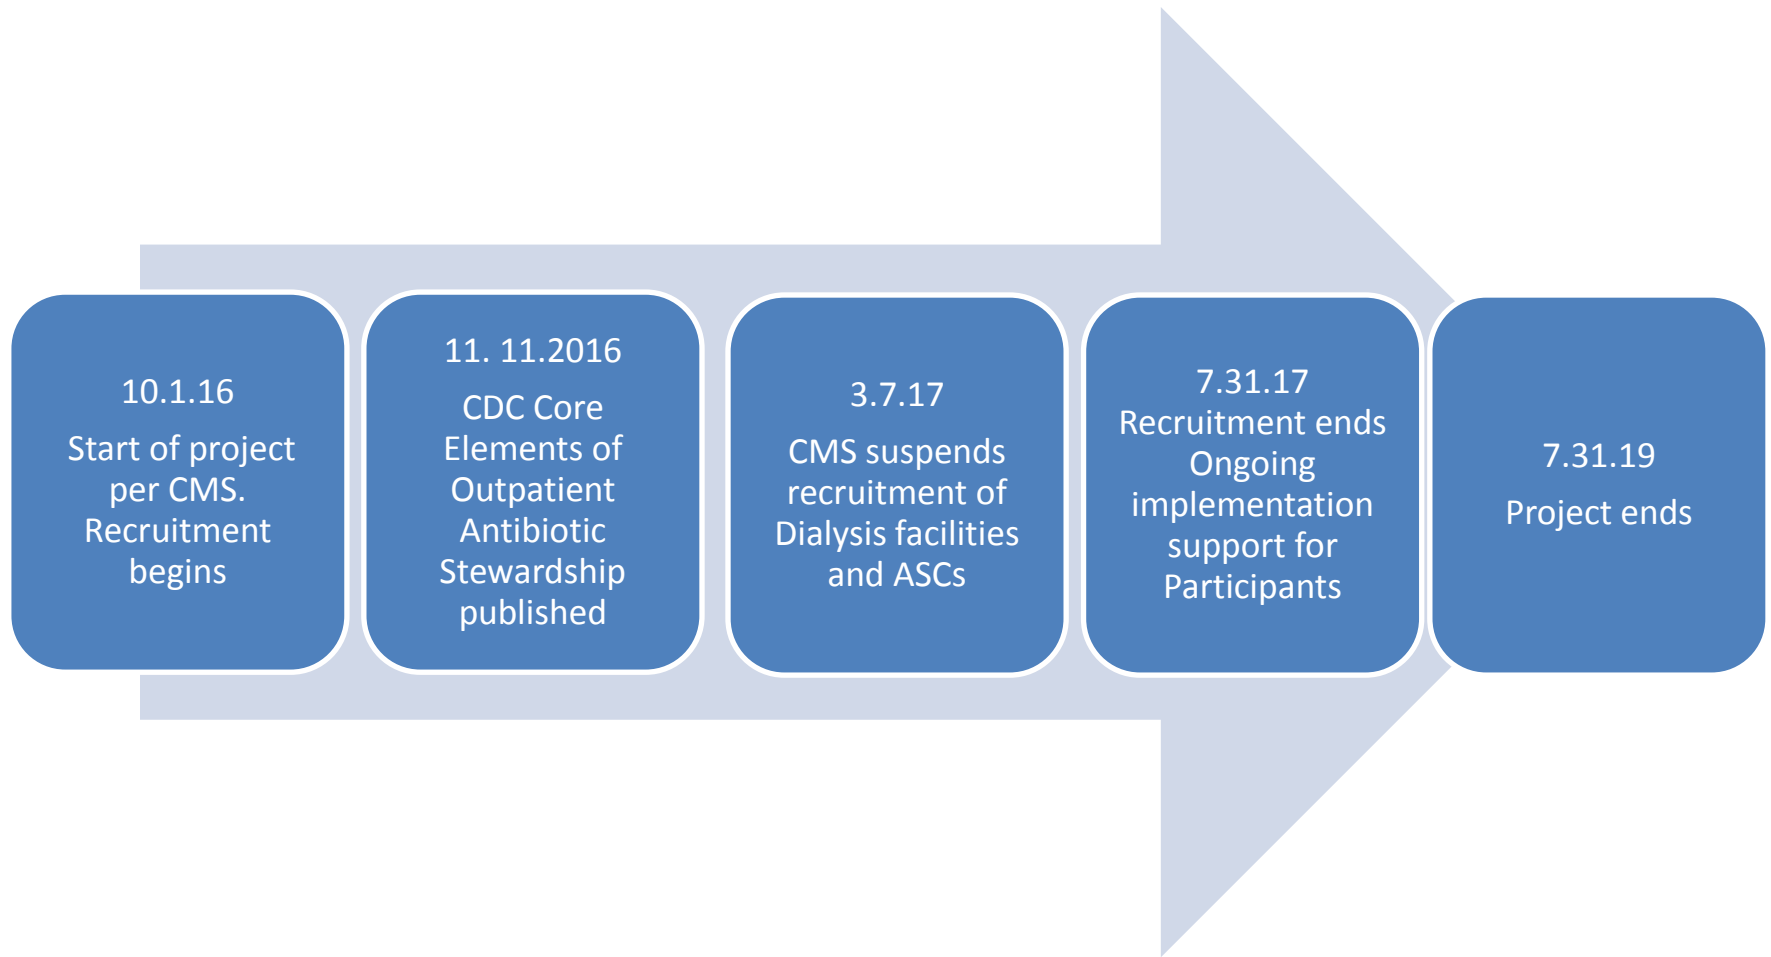 10.1.16
Start of project
per CMS.
Recruitment
begins
11. 11.2016
CDC Core
Elements of
Outpatient
Antibiotic
Stewardship
published
3.7.17
CMS suspends
recruitment of
Dialysis facilities
and ASCs
7.31.17
Recruitment ends
Ongoing
implementation
support for
Participants
7.31.19
Project ends